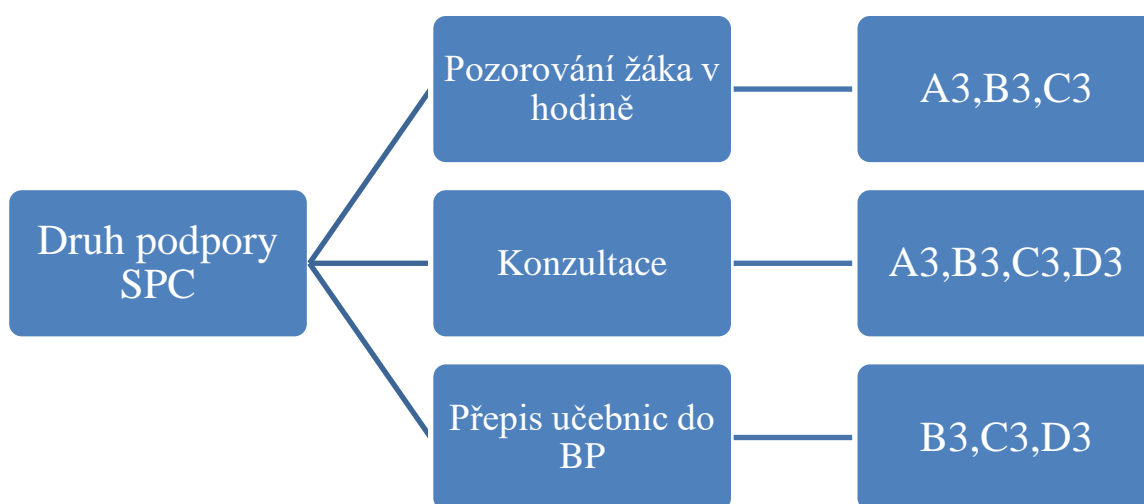 Pozorování žáka v
hodině
A3,B3,C3
Druh podpory
SPC
Konzultace
A3,B3,C3,D3
Přepis učebnic do
BP
B3,C3,D3